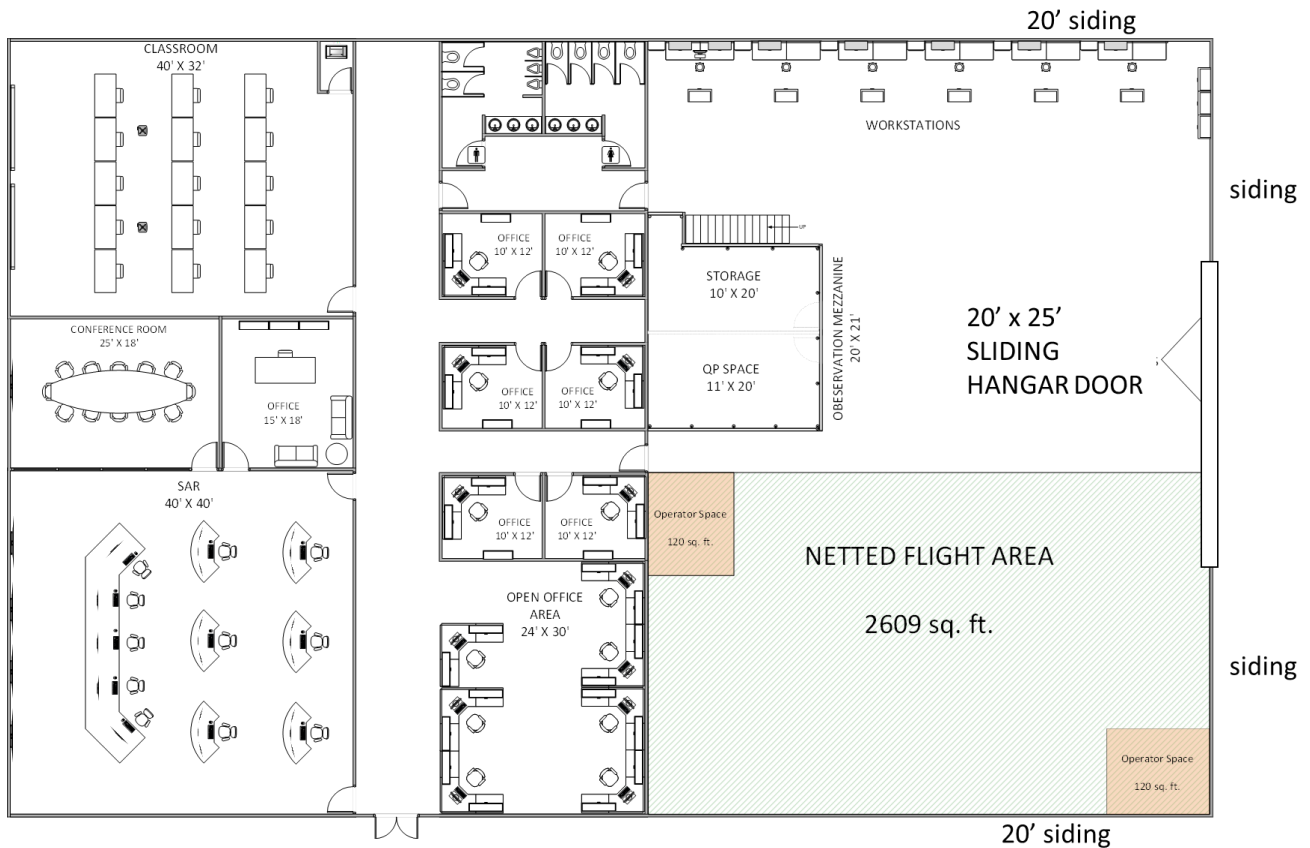 20’ siding
CLASSROOM
40' X 32'
WORKSTATIONS
siding
OFFICE
10' X 12'
OFFICE
10' X 12'
UP
STORAGE
10' X 20'
OBESERVATION MEZZANINE
20' X 21'
20’ x 25’
SLIDING
HANGAR DOOR
CONFERENCE ROOM
25' X 18'
OFFICE
15' X 18'
OFFICE
10' X 12'
OFFICE
10' X 12'
QP SPACE
11' X 20'
SAR
40' X 40'
OFFICE
10' X 12'
OFFICE
10' X 12'
Operator Space
120 sq. ft.
NETTED FLIGHT AREA
2609 sq. ft.
OPEN OFFICE
AREA
24' X 30'
siding
Operator Space
120 sq. ft.
20’ siding